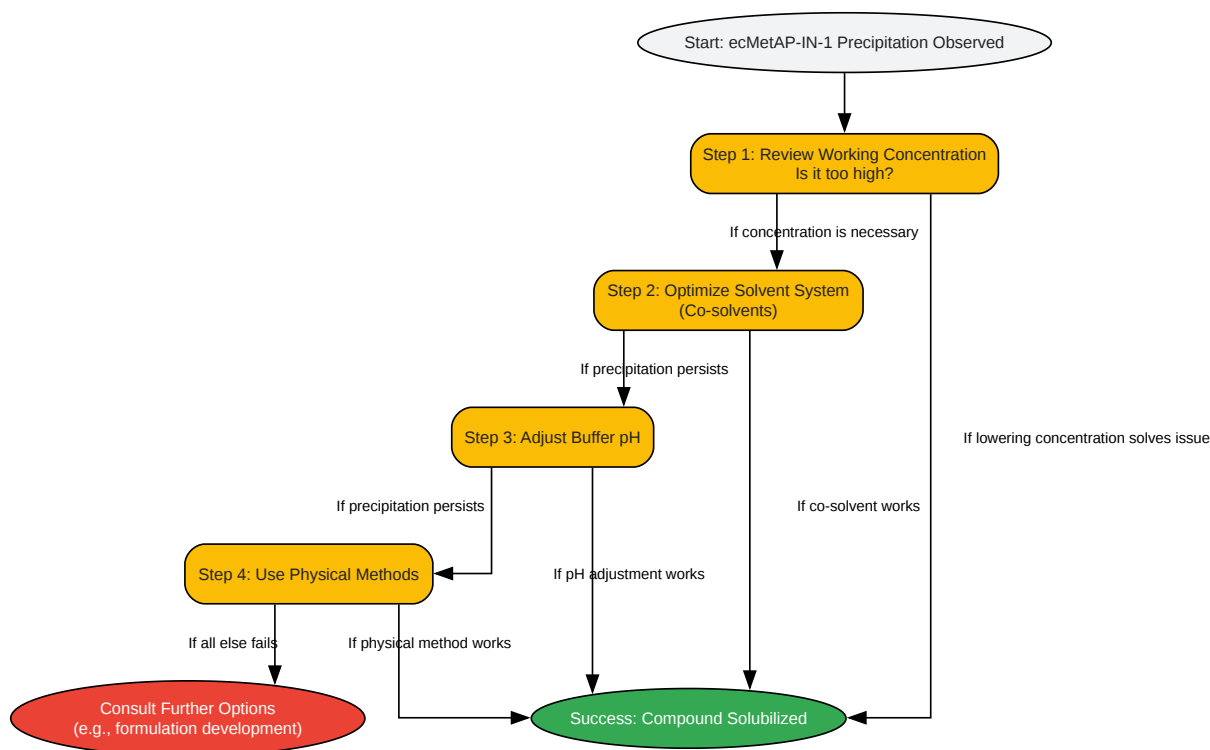 Start: ecMetAP-IN-1 Precipitation Observed
Step 1: Review Working Concentration
Is it too high?
If concentration is necessary
Step 2: Optimize Solvent System
(Co-solvents)
If precipitation persists
Step 3: Adjust Buffer pH
If lowering concentration solves issue
If precipitation persists
If co-solvent works
Step 4: Use Physical Methods
If pH adjustment works
If all else fails
If physical method works
Consult Further Options
(e.g., formulation development)
Success: Compound Solubilized